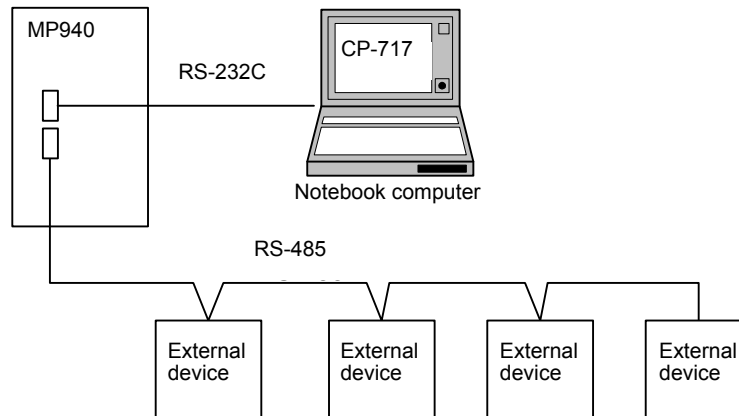 MP940
CP-717
RS-232C
Notebook computer
RS-485
External
device
External
device
External
device
External
device